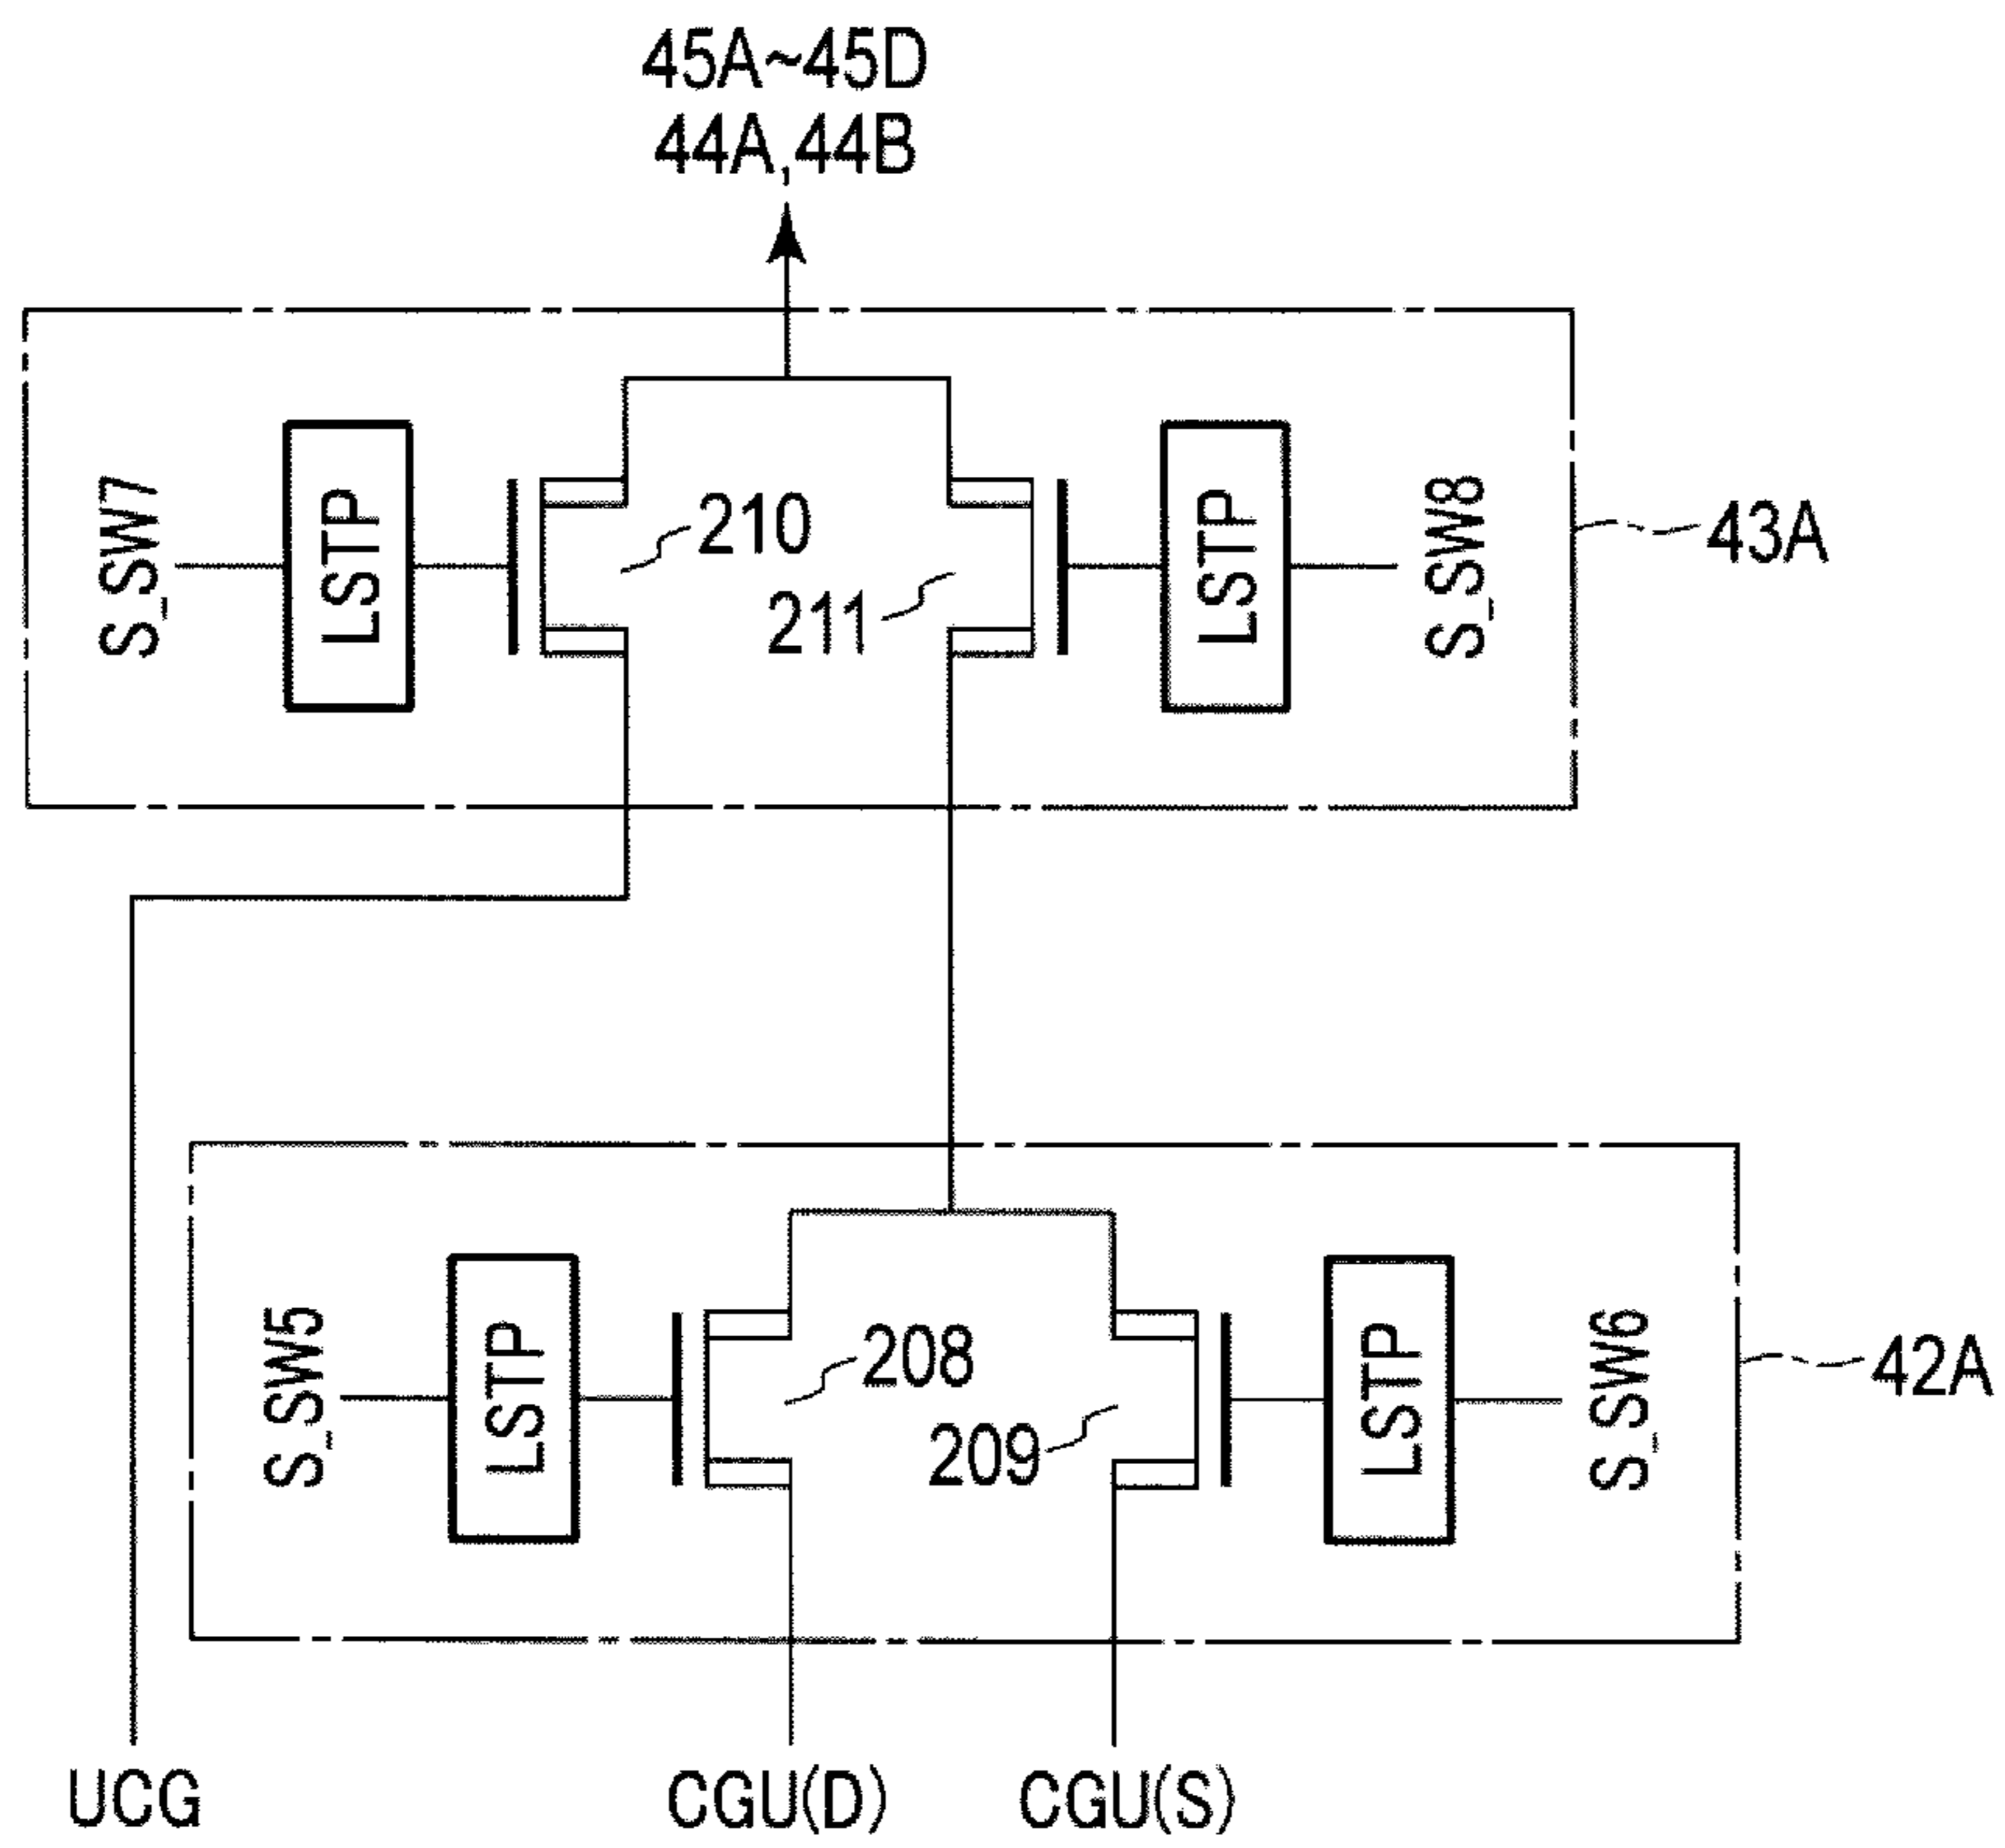 45A~45D
44A,44B
S_SW7
LSTP
210
211
LSTP
S_SW8
43A
S_SW5
LSTP
208
209
LSTP
S_SW6
42A
UCG
CGU(D)
CGU(S)